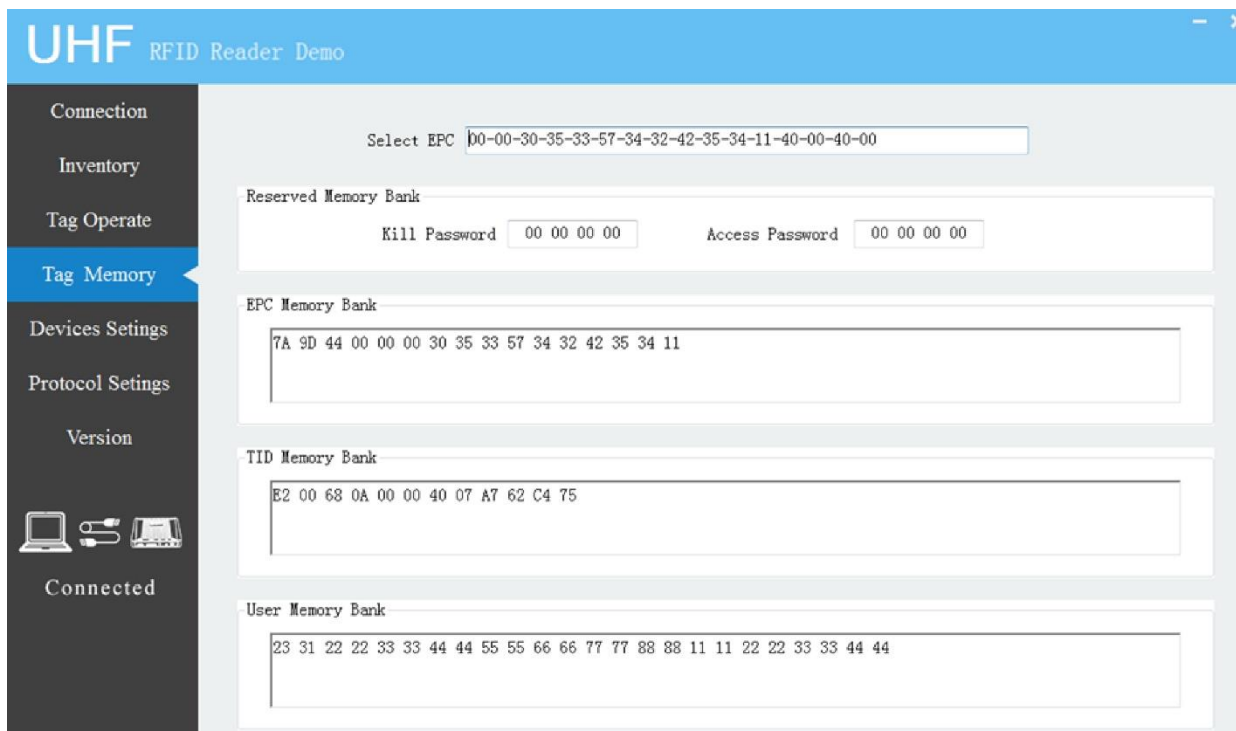 UHF RFID Reader Demo
Connection
Inventory
Tag Operate
Tag Memory
Devices Setings
Protocol Setings
Version
Connected
Select EPC 00-00-30-35-33-57-34-32-42-35-34-11-40-00-40-00
Reserved Memory Bank
Kill Password 00 00 00 00 Access Password 00 00 00 00
EPC Memory Bank
7A 9D 44 00 00 00 30 35 33 57 34 32 42 35 34 11
TID Memory Bank
E2 00 68 0A 00 00 40 07 A7 62 C4 75
User Memory Bank
23 31 22 22 33 33 44 44 55 55 66 66 77 77 88 88 11 11 22 22 33 33 44 44